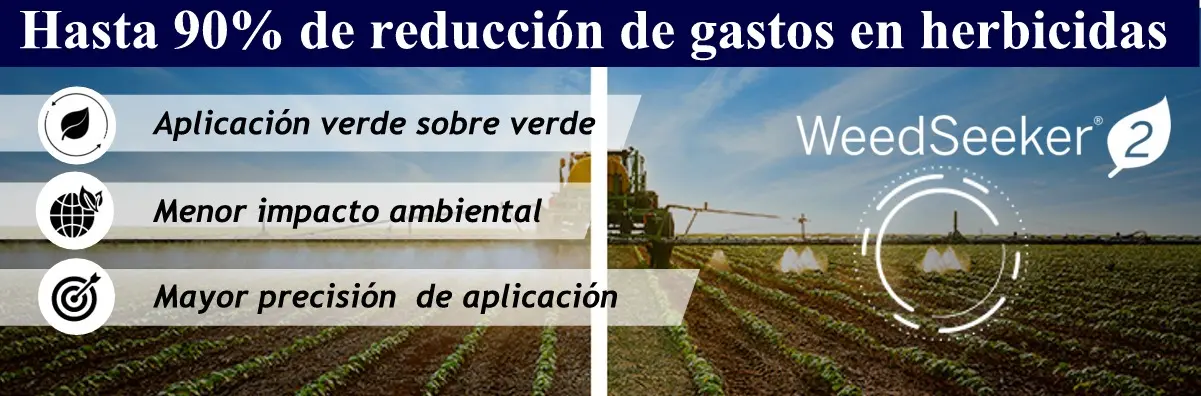 Hasta 90% de reducción de gastos en herbicidas
Aplicación verde sobre verde
Menor impacto ambiental
Mayor precisión de aplicación
WeedSeeker® 2